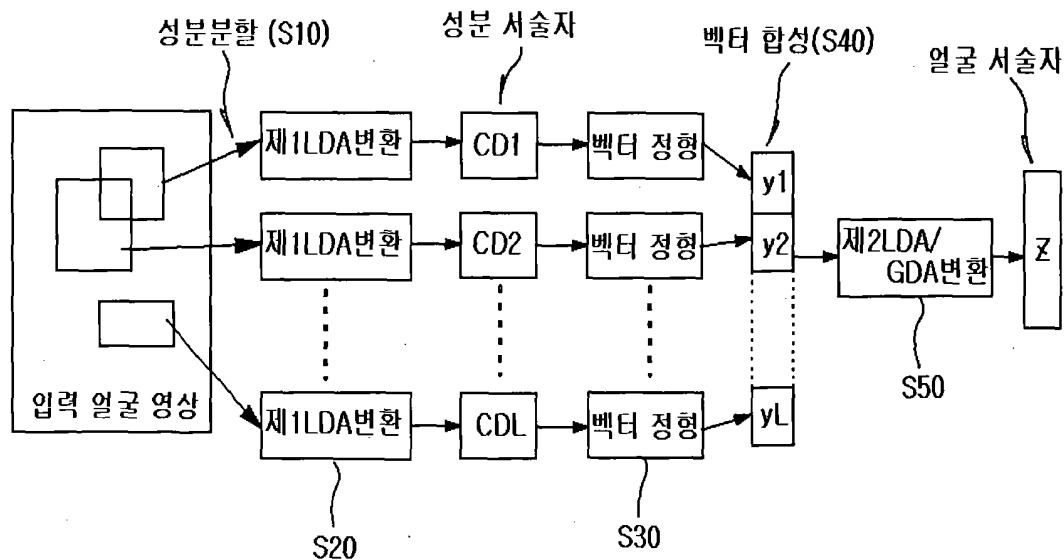 성분분할 (S10)
성분 서술자
벡터 합성(S40)
얼굴 서술자
제1LDA변환
CD1
벡터 정형
y1
제1LDA변환
CD2
벡터 정형
y2
제2LDA/
GDA변환
Z
입력 얼굴 영상
제1LDA변환
CDL
벡터 정형
yL
S50
S20
S30